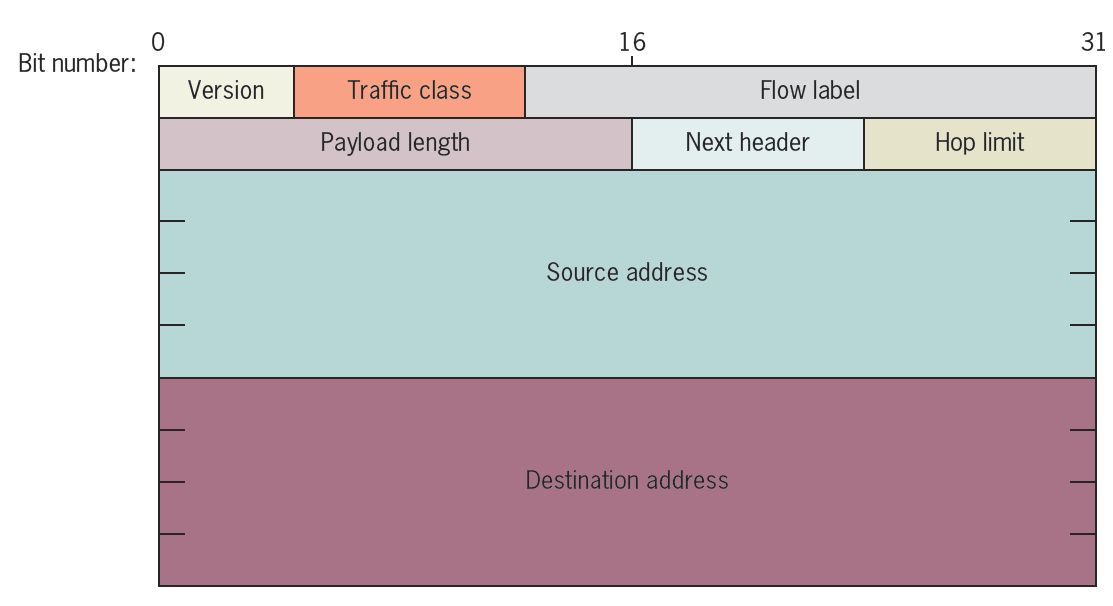 0 16 31
Bit number:
Version Traffic class Flow label
Payload length Next header Hop limit
Source address
Destination address